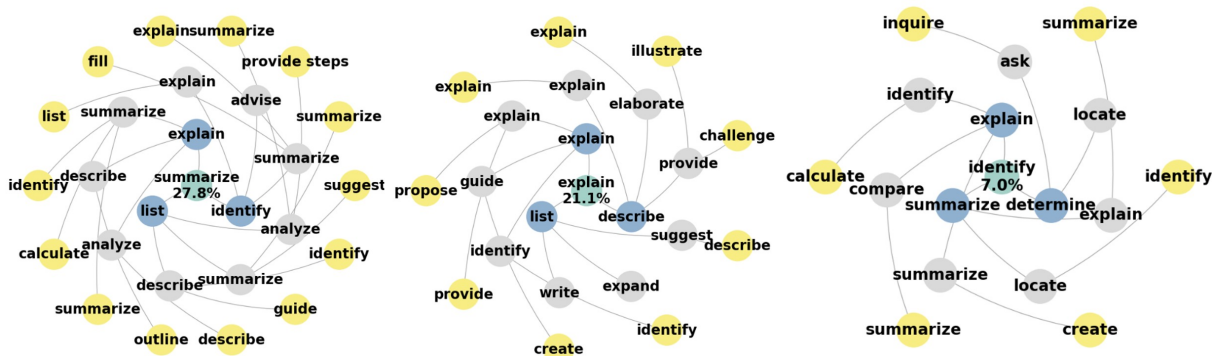 explain
summarize
fill
provide steps
explain
advise
list
summarize
summarize
explain
summarize
identify
describe
summarize
27.8%
suggest
list
identify
analyze
analyze
calculate
identify
describe
summarize
summarize
guide
outline
describe
explain
illustrate
explain
explain
elaborate
explain
explain
challenge
provide
propose
guide
explain
21.1%
list
describe
suggest
describe
identify
provide
write
expand
identify
create
inquire
summarize
ask
identify
locate
explain
calculate
compare
identify
7.0%
identify
summarize
determine
explain
summarize
locate
summarize
create